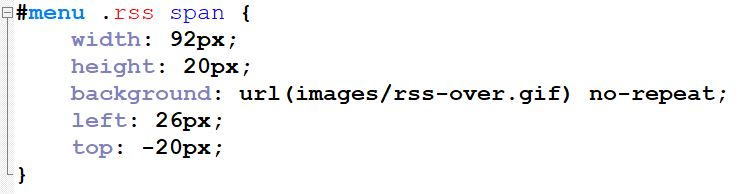 #menu .rss span {
width: 92px;
height: 20px;
background: url(images/rss-over.gif) no-repeat;
left: 26px;
top: -20px;
}